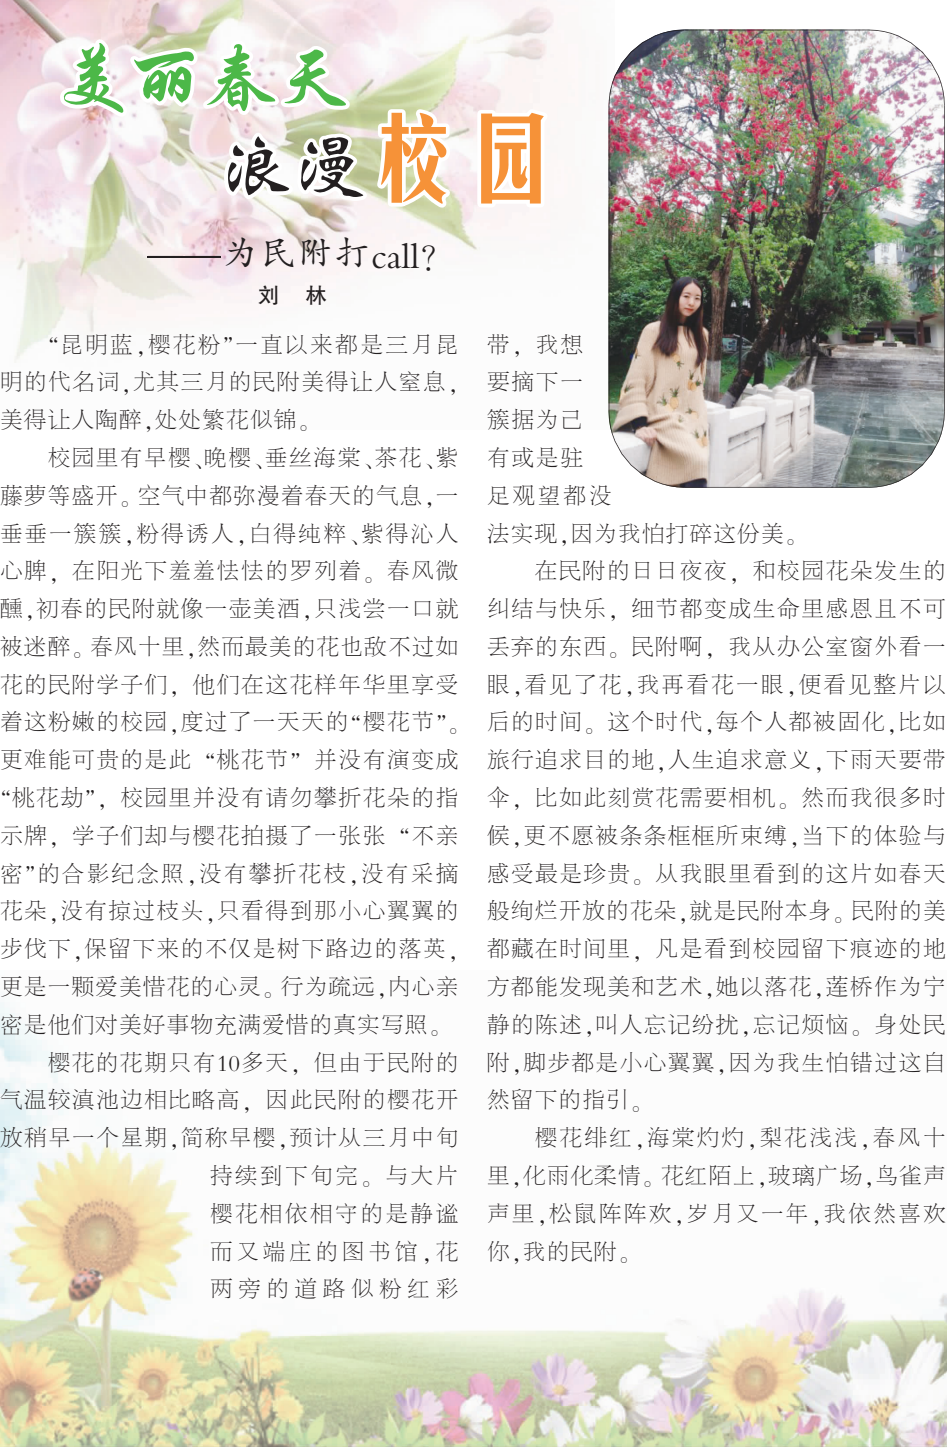 美丽春天
浪漫校园
——为民附打call？
刘 林
“昆明蓝，樱花粉”一直以来都是三月昆
明的代名词，尤其三月的民附美得让人窒息，
美得让人陶醉，处处繁花似锦。
校园里有早樱、晚樱、垂丝海棠、茶花、紫
藤萝等盛开。空气中都弥漫着春天的气息，一
垂垂一簇簇，粉得诱人，白得纯粹、紫得沁人
心脾，在阳光下羞羞怯怯的罗列着。春风微
醺，初春的民附就像一壶美酒，只浅尝一口就
被迷醉。春风十里，然而最美的花也敌不过如
花的民附学子们，他们在这花样年华里享受
着这粉嫩的校园，度过了一天天的“樱花节”。
更难能可贵的是此“桃花节”并没有演变成
“桃花劫”，校园里并没有请勿攀折花朵的指
示牌，学子们却与樱花拍摄了一张张“不亲
密”的合影纪念照，没有攀折花枝，没有采摘
花朵，没有掠过枝头，只看得到那小心翼翼的
步伐下，保留下来的不仅是树下路边的落英，
更是一颗爱美惜花的心灵。行为疏远，内心亲
密是他们对美好事物充满爱惜的真实写照。
樱花的花期只有10多天，但由于民附的
气温较滇池边相比略高，因此民附的樱花开
放稍早一个星期，简称早樱，预计从三月中旬
持续到下旬完。与大片
樱花相依相守的是静谧
而又端庄的图书馆，花
两旁的道路似粉红彩
带，我想
要摘下一
簇据为己
有或是驻
足观望都没
法实现，因为我怕打碎这份美。
在民附的日日夜夜，和校园花朵发生的
纠结与快乐，细节都变成生命里感恩且不可
丢弃的东西。民附啊，我从办公室窗外看一
眼，看见了花，我再看花一眼，便看见整片以
后的时间。这个时代，每个人都被固化，比如
旅行追求目的地，人生追求意义，下雨天要带
伞，比如此刻赏花需要相机。然而我很多时
候，更不愿被条条框框所束缚，当下的体验与
感受最是珍贵。从我眼里看到的这片如春天
般绚烂开放的花朵，就是民附本身。民附的美
都藏在时间里，凡是看到校园留下痕迹的地
方都能发现美和艺术，她以落花，莲桥作为宁
静的陈述，叫人忘记纷扰，忘记烦恼。身处民
附，脚步都是小心翼翼，因为我生怕错过这自
然留下的指引。
樱花绯红，海棠灼灼，梨花浅浅，春风十
里，化雨化柔情。花红陌上，玻璃广场，鸟雀声
声里，松鼠阵阵欢，岁月又一年，我依然喜欢
你，我的民附。